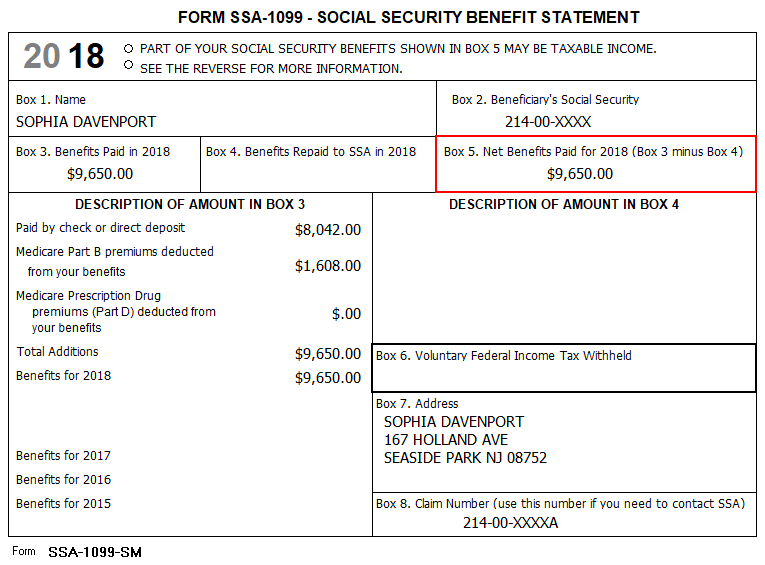 FORM SSA-1099 - SOCIAL SECURITY BENEFIT STATEMENT
2018
PART OF YOUR SOCIAL SECURITY BENEFITS SHOWN IN BOX 5 MAY BE TAXABLE INCOME.
SEE THE REVERSE FOR MORE INFORMATION.
Box 1. Name
SOPHIA DAVENPORT
Box 2. Beneficiary's Social Security
214-00-XXXX
Box 3. Benefits Paid in 2018
$9,650.00
Box 4. Benefits Repaid to SSA in 2018
Box 5. Net Benefits Paid for 2018 (Box 3 minus Box 4)
$9,650.00
DESCRIPTION OF AMOUNT IN BOX 3
Paid by check or direct deposit $8,042.00
Medicare Part B premiums deducted
from your benefits $1,608.00
Medicare Prescription Drug
premiums (Part D) deducted from
your benefits $.00
Total Additions $9,650.00
Benefits for 2018 $9,650.00
Benefits for 2017
Benefits for 2016
Benefits for 2015
DESCRIPTION OF AMOUNT IN BOX 4
Box 6. Voluntary Federal Income Tax Withheld
Box 7. Address
SOPHIA DAVENPORT
167 HOLLAND AVE
SEASIDE PARK NJ 08752
Box 8. Claim Number (use this number if you need to contact SSA)
214-00-XXXXA
Form SSA-1099-SM